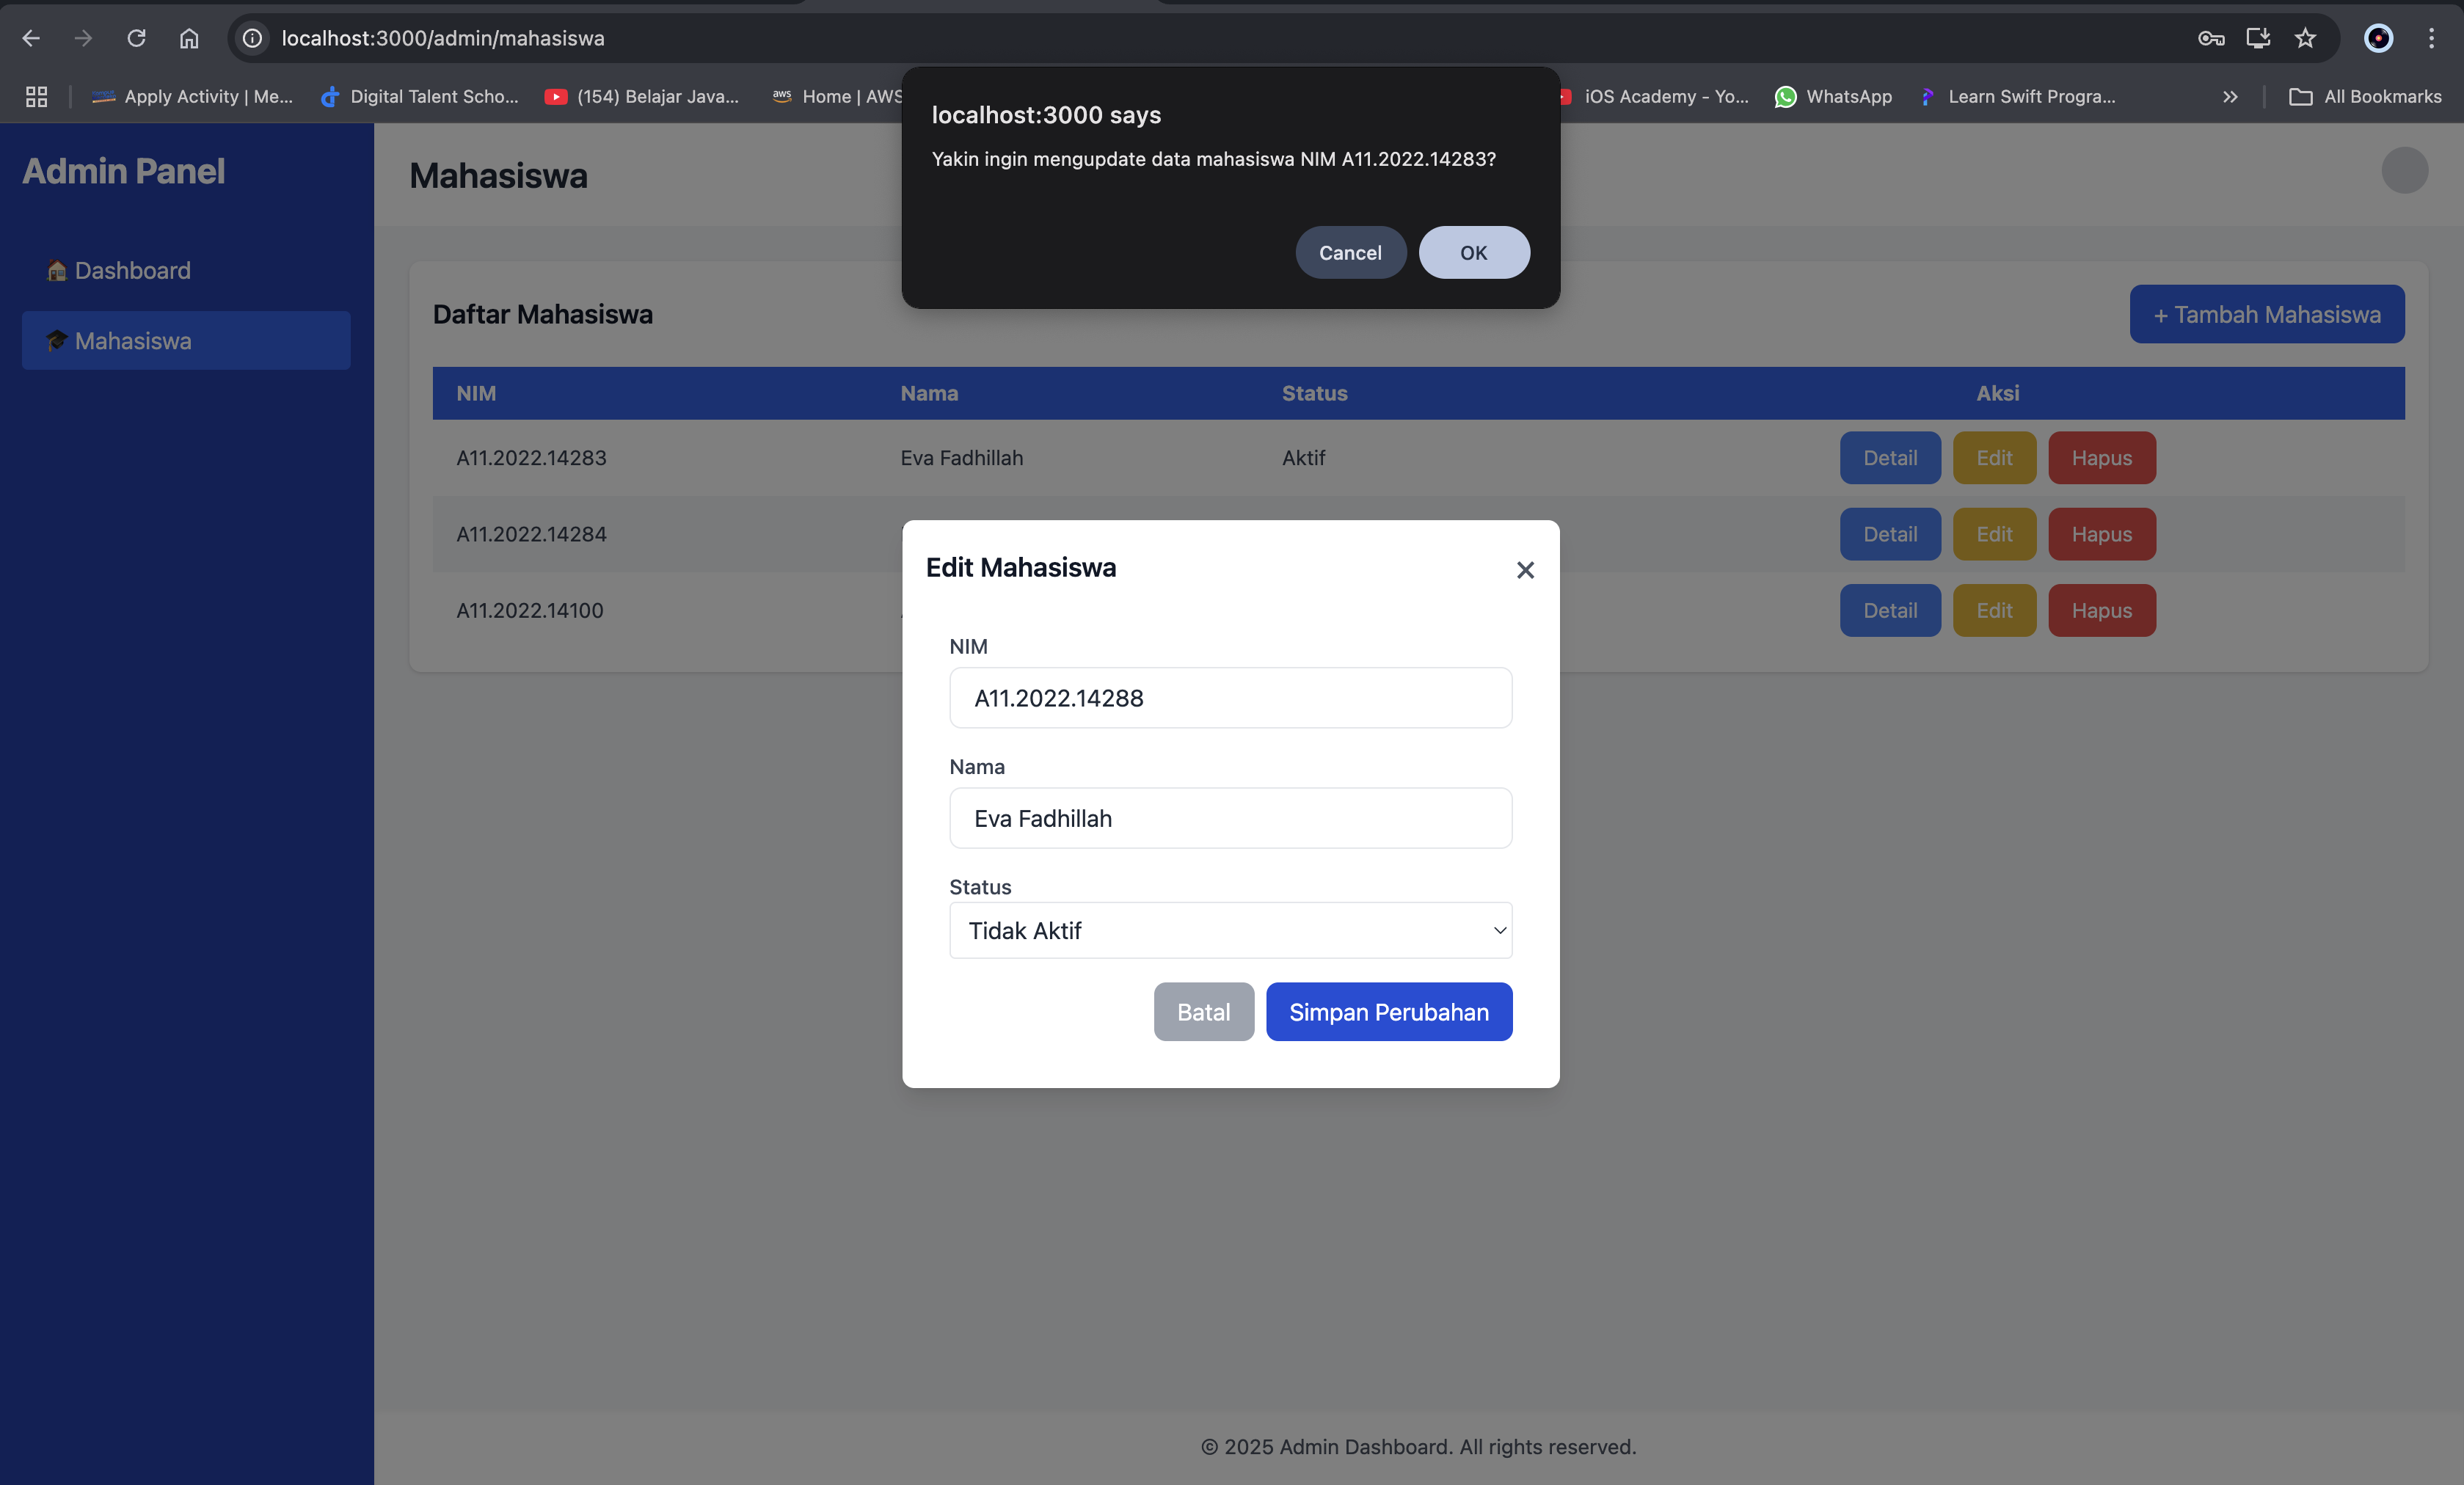 localhost:3000/admin/mahasiswa
Apply Activity | Me...
Digital Talent Scho...
(154) Belajar Java...
aws
Home | AWS
iOS Academy - Yo...
WhatsApp
Learn Swift Progra...
All Bookmarks
localhost:3000 says
Yakin ingin mengupdate data mahasiswa NIM A11.2022.14283?
Cancel
OK
Admin Panel
🏠 Dashboard
🎓 Mahasiswa
Mahasiswa
Daftar Mahasiswa
+ Tambah Mahasiswa
NIM Nama Status Aksi
A11.2022.14283 Eva Fadhillah Aktif Detail Edit Hapus
A11.2022.14284 Detail Edit Hapus
A11.2022.14100 Detail Edit Hapus
Edit Mahasiswa
NIM
A11.2022.14288
Nama
Eva Fadhillah
Status
Tidak Aktif
Batal
Simpan Perubahan
© 2025 Admin Dashboard. All rights reserved.